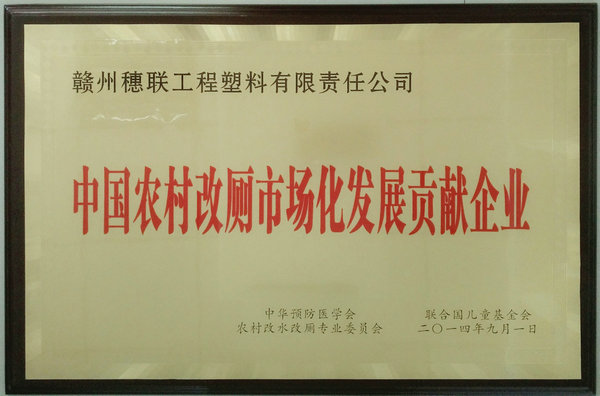 赣州穗联工程塑料有限责任公司
中国农村改厕市场化发展贡献企业
中华预防医学会 联合国儿童基金会
农村改水改厕专业委员会 二〇一四年九月一日